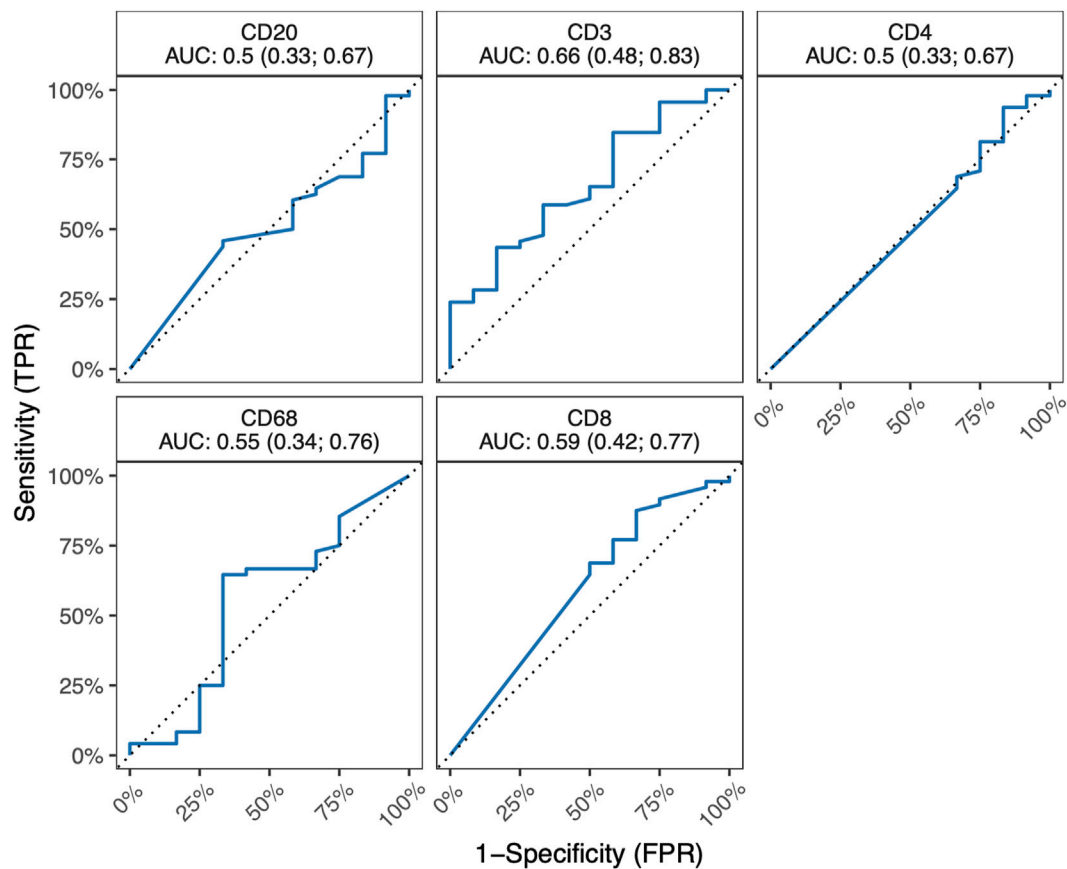 CD20
AUC: 0.5 (0.33; 0.67)
CD3
AUC: 0.66 (0.48; 0.83)
CD4
AUC: 0.5 (0.33; 0.67)
100%
75%
50%
25%
0%
0%
25%
50%
75%
100%
CD68
AUC: 0.55 (0.34; 0.76)
CD8
AUC: 0.59 (0.42; 0.77)
100%
75%
50%
25%
0%
0%
25%
50%
75%
100%
0%
25%
50%
75%
100%
Sensitivity (TPR)
1−Specificity (FPR)